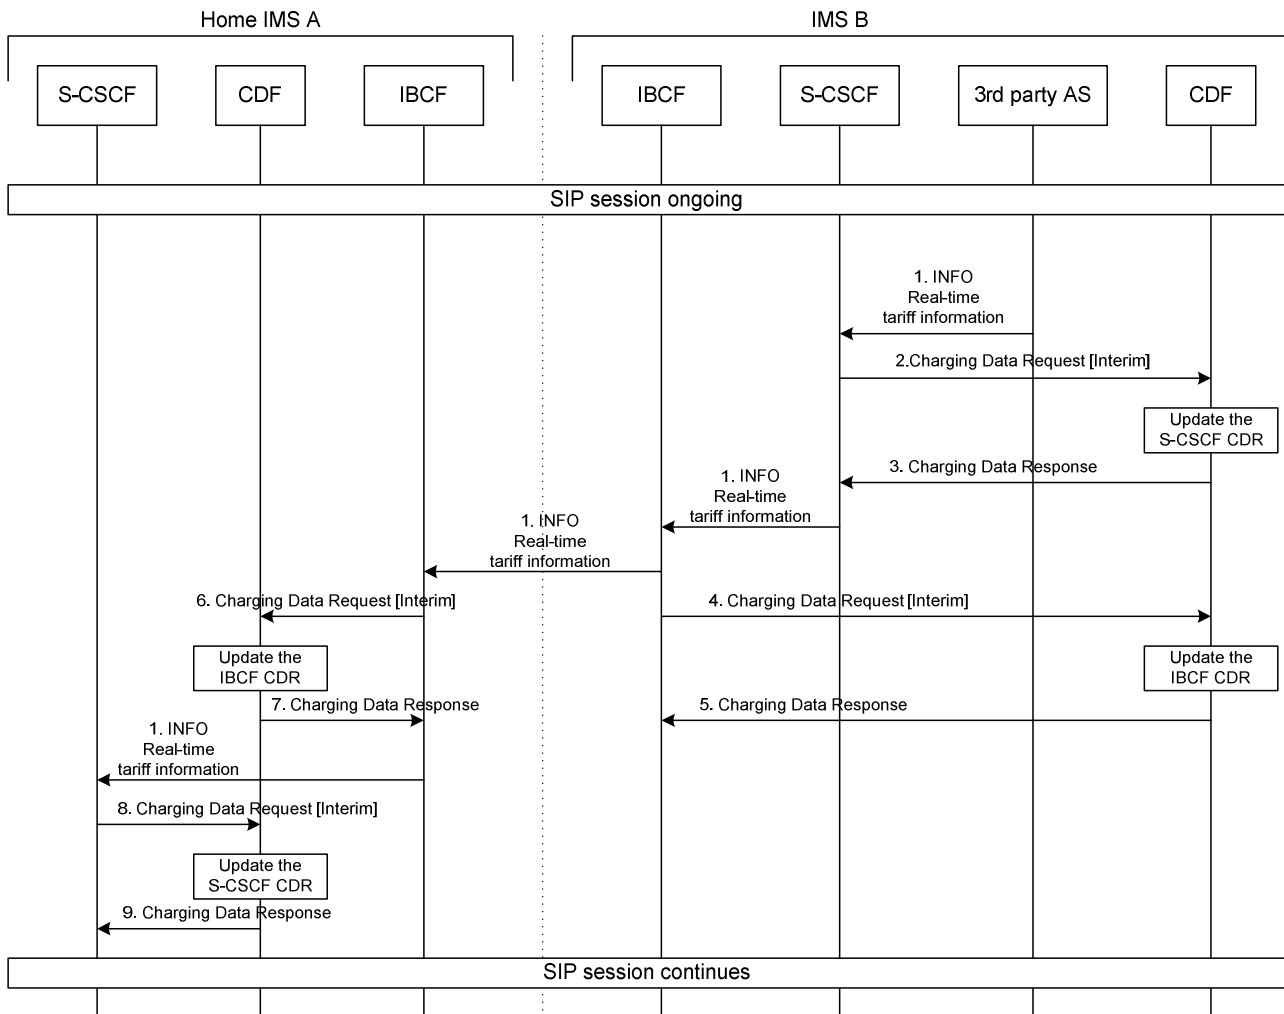 Home IMS A
IMS B
S-CSCF
CDF
IBCF
IBCF
S-CSCF
3rd party AS
CDF
SIP session ongoing
1. INFO
Real-time
tariff information
2.Charging Data Request [Interim]
Update the
S-CSCF CDR
3. Charging Data Response
1. INFO
Real-time
tariff information
1. INFO
Real-time
tariff information
6. Charging Data Request [Interim]
4. Charging Data Request [Interim]
Update the
IBCF CDR
Update the
IBCF CDR
7. Charging Data Response
5. Charging Data Response
1. INFO
Real-time
tariff information
8. Charging Data Request [Interim]
Update the
S-CSCF CDR
9. Charging Data Response
SIP session continues